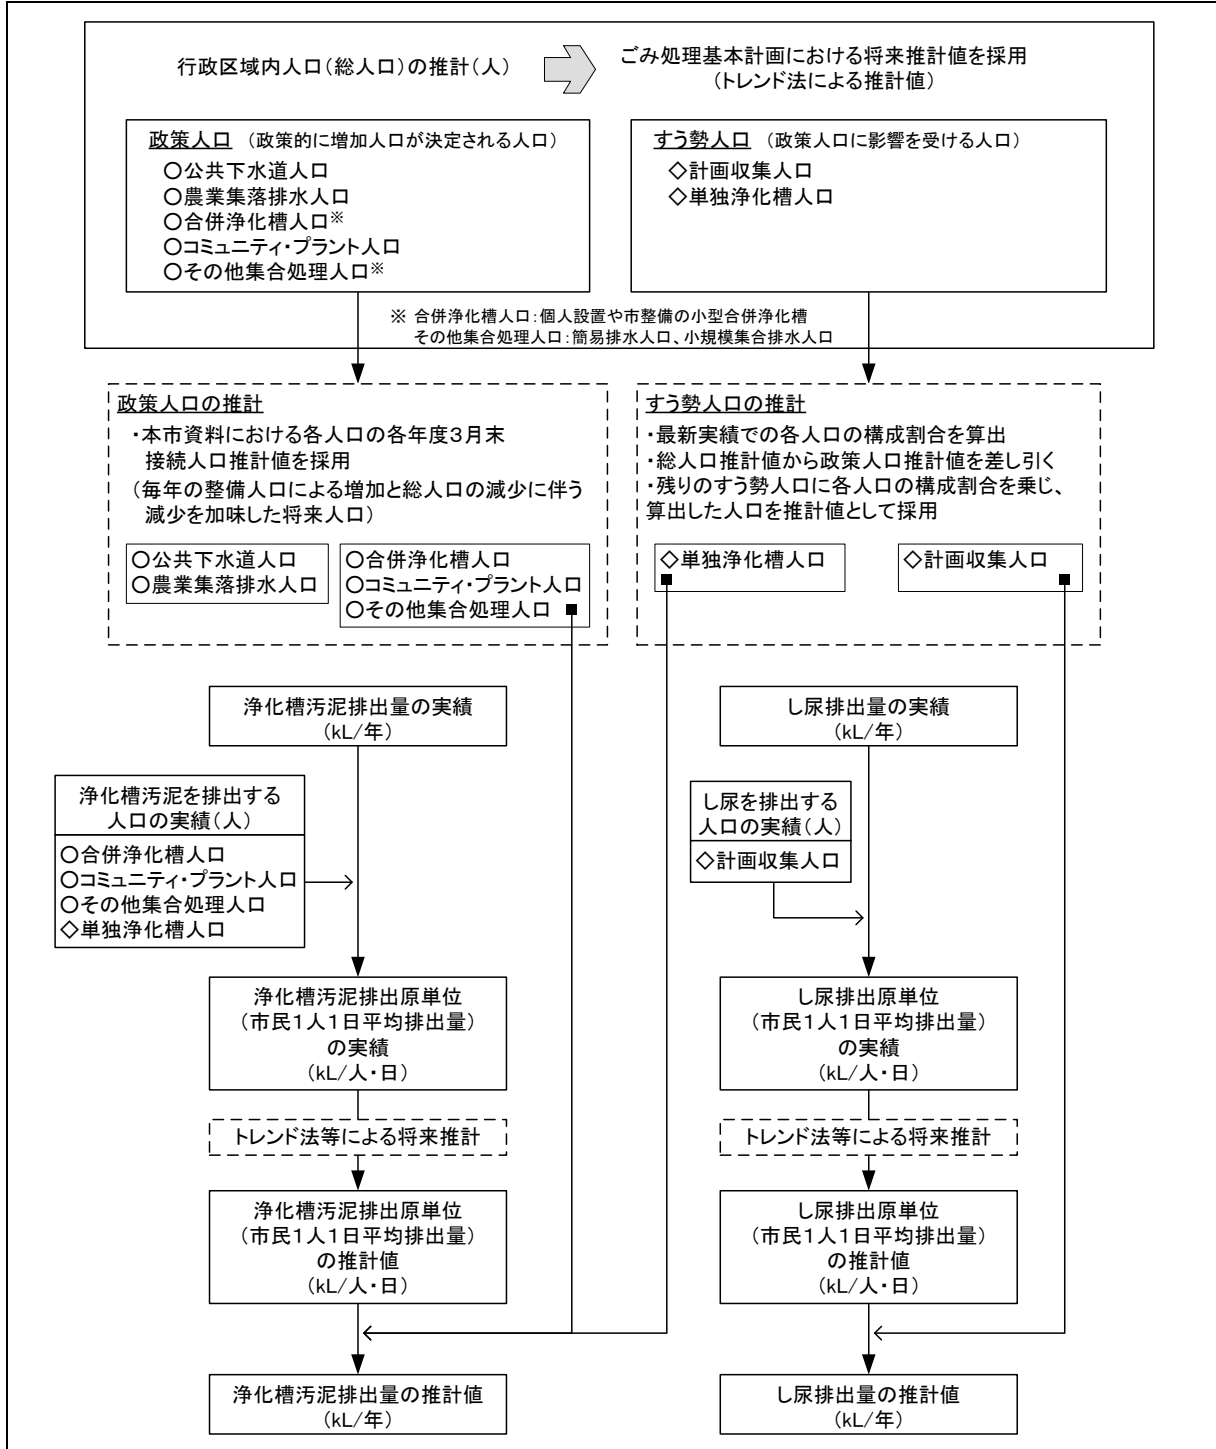 行政区域内人口(総人口)の推計(人)
ごみ処理基本計画における将来推計値を採用
(トレンド法による推計値)
政策人口 (政策的に増加人口が決定される人口)
○公共下水道人口
○農業集落排水人口
○合併浄化槽人口※
○コミュニティ・プラント人口
○その他集合処理人口※
すう勢人口 (政策人口に影響を受ける人口)
◇計画収集人口
◇単独浄化槽人口
※ 合併浄化槽人口:個人設置や市整備の小型合併浄化槽
その他集合処理人口:簡易排水人口、小規模集合排水人口
政策人口の推計
・本市資料における各人口の各年度3月末
接続人口推計値を採用
(毎年の整備人口による増加と総人口の減少に伴う
減少を加味した将来人口)
○公共下水道人口
○農業集落排水人口
○合併浄化槽人口
○コミュニティ・プラント人口
○その他集合処理人口
すう勢人口の推計
・最新実績での各人口の構成割合を算出
・総人口推計値から政策人口推計値を差し引く
・残りのすう勢人口に各人口の構成割合を乗じ、
算出した人口を推計値として採用
◇単独浄化槽人口
◇計画収集人口
浄化槽汚泥排出量の実績
(kL/年)
し尿排出量の実績
(kL/年)
浄化槽汚泥を排出する
人口の実績(人)
○合併浄化槽人口
○コミュニティ・プラント人口
○その他集合処理人口
◇単独浄化槽人口
し尿を排出する
人口の実績(人)
◇計画収集人口
浄化槽汚泥排出原単位
(市民1人1日平均排出量)
の実績
(kL/人・日)
し尿排出原単位
(市民1人1日平均排出量)
の実績
(kL/人・日)
トレンド法等による将来推計
トレンド法等による将来推計
浄化槽汚泥排出原単位
(市民1人1日平均排出量)
の推計値
(kL/人・日)
し尿排出原単位
(市民1人1日平均排出量)
の推計値
(kL/人・日)
浄化槽汚泥排出量の推計値
(kL/年)
し尿排出量の推計値
(kL/年)